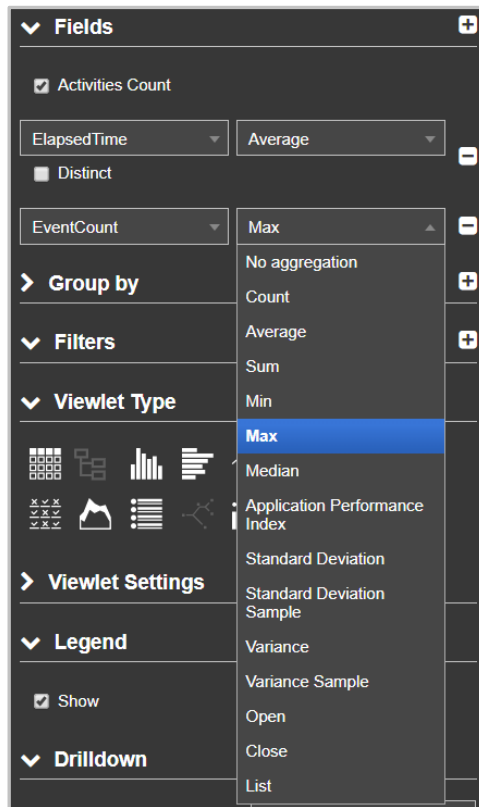 Fields
Activities Count
ElapsedTime Average
Distinct
EventCount Max
No aggregation
Group by
Count
Average
Filters
Sum
Min
Viewlet Type
Max
Median
Application Performance
Index
Standard Deviation
Viewlet Settings
Standard Deviation
Sample
Legend
Variance
Variance Sample
Show
Open
Close
Drilldown
List